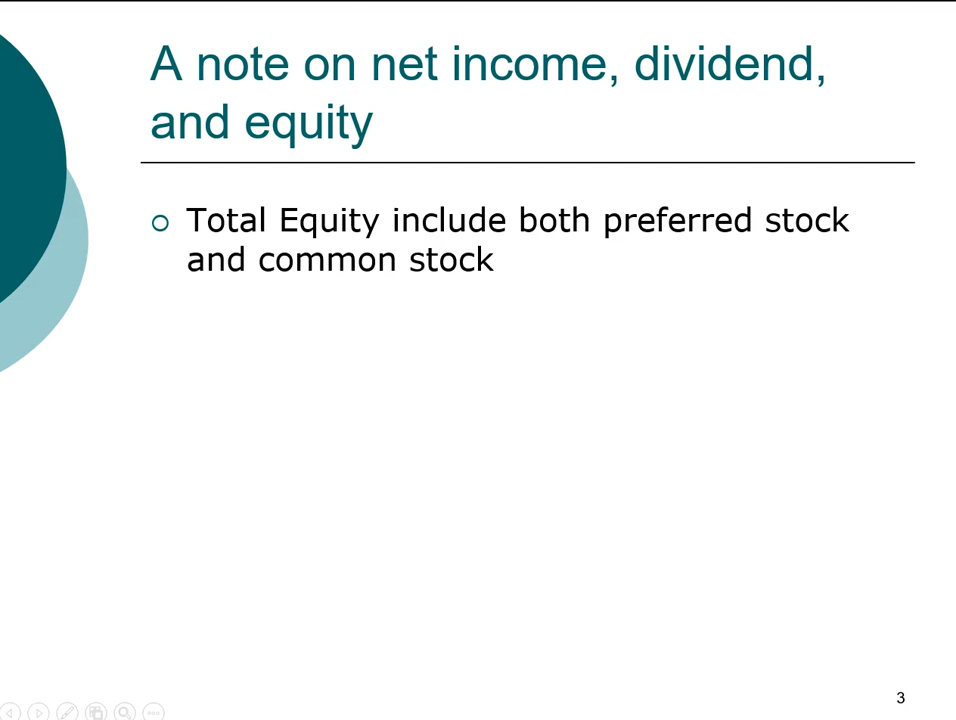 A note on net income, dividend,
and equity
Total Equity include both preferred stock
and common stock
3